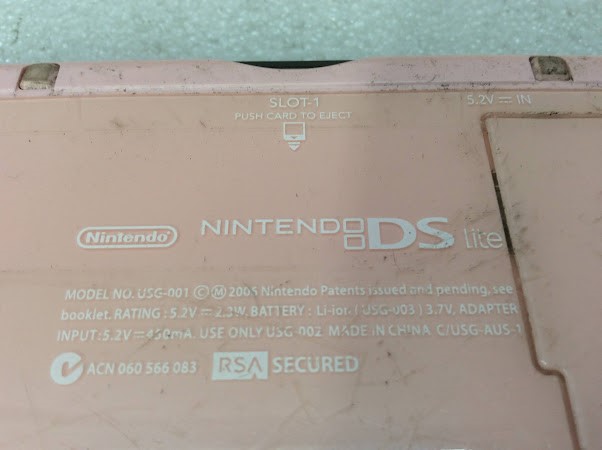 SLOT-1
PUSH CARD TO EJECT
5.2V ⎓ IN
Nintendo®
NINTENDO DS lite
MODEL NO. USG-001 Ⓒ Ⓜ 2006 Nintendo Patents issued and pending, see
booklet. RATING : 5.2V ⎓ 2.3W. BATTERY : Li-ion / USG-003 | 3.7V, ADAPTER
INPUT : 5.2V ⎓ 450mA. USE ONLY USG-002. MADE IN CHINA C/USG-AUS-1
ACN 060 566 083
RSA SECURED